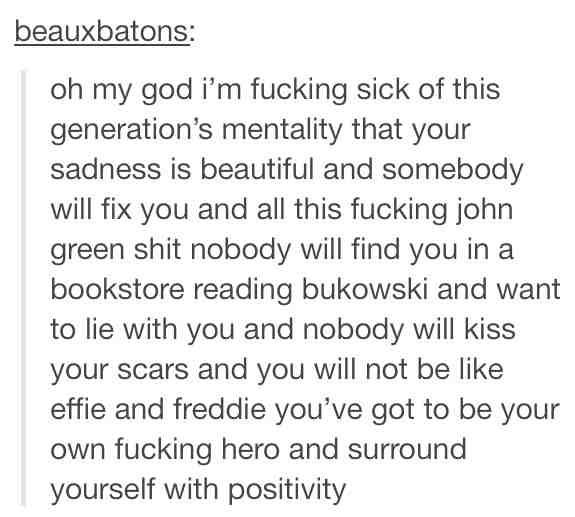 beauxbatons:
oh my god i’m fucking sick of this
generation’s mentality that your
sadness is beautiful and somebody
will fix you and all this fucking john
green shit nobody will find you in a
bookstore reading bukowski and want
to lie with you and nobody will kiss
your scars and you will not be like
effie and freddie you’ve got to be your
own fucking hero and surround
yourself with positivity